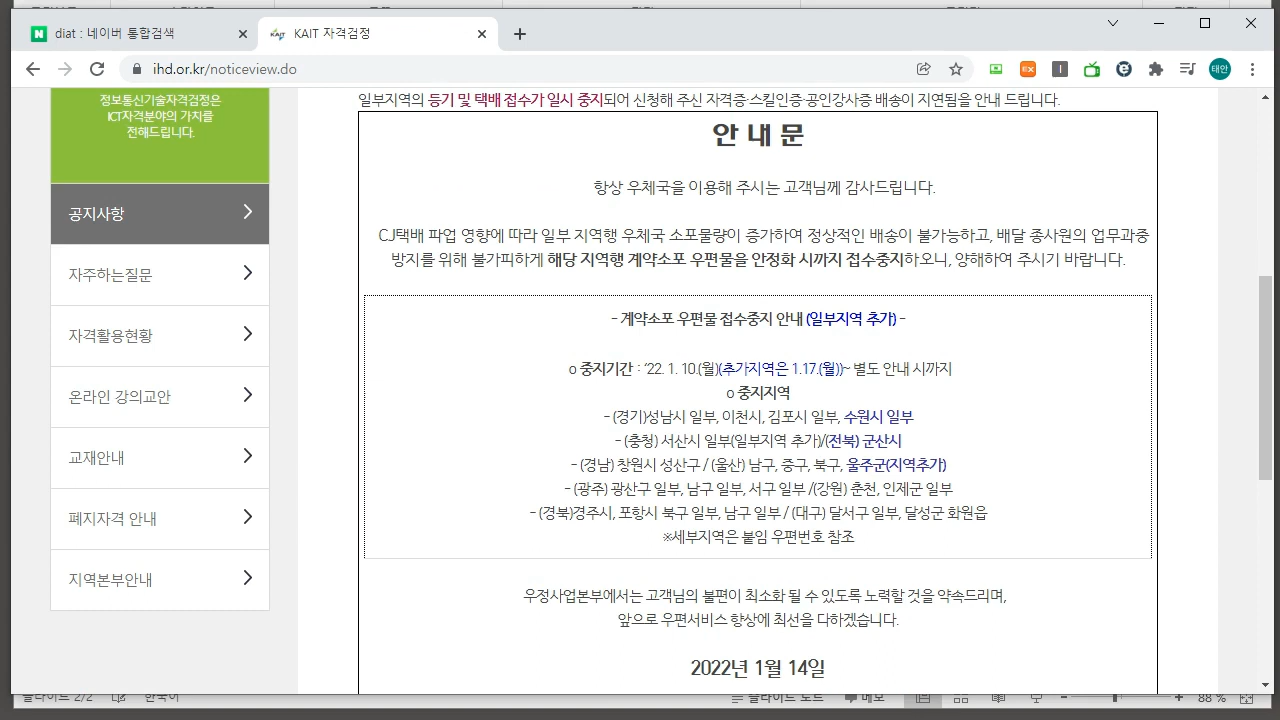 diat : 네이버 통합검색
KAIT 자격검정
ihd.or.kr/noticeview.do
태안
정보통신기술자격검정은
ICT자격분야의 가치를
전해드립니다.
공지사항
자주하는질문
자격활용현황
온라인 강의교안
교재안내
폐지자격 안내
지역본부안내
일부지역의 등기 및 택배 접수가 일시 중지되어 신청해 주신 자격증·스킬인증·공인강사증 배송이 지연됨을 안내 드립니다.
안 내 문
항상 우체국을 이용해 주시는 고객님께 감사드립니다.
CJ택배 파업 영향에 따라 일부 지역행 우체국 소포물량이 증가하여 정상적인 배송이 불가능하고, 배달 종사원의 업무과중
방지를 위해 불가피하게 해당 지역행 계약소포 우편물을 안정화 시까지 접수중지하오니, 양해하여 주시기 바랍니다.
- 계약소포 우편물 접수중지 안내 (일부지역 추가) -
o 중지기간 : ‘22. 1. 10.(월)(추가지역은 1.17.(월))~ 별도 안내 시까지
o 중지지역
- (경기)성남시 일부, 이천시, 김포시 일부, 수원시 일부
- (충청) 서산시 일부(일부지역 추가)/(전북) 군산시
- (경남) 창원시 성산구 / (울산) 남구, 중구, 북구, 울주군(지역추가)
- (광주) 광산구 일부, 남구 일부, 서구 일부 /(강원) 춘천, 인제군 일부
- (경북)경주시, 포항시 북구 일부, 남구 일부 / (대구) 달서구 일부, 달성군 화원읍
※세부지역은 붙임 우편번호 참조
우정사업본부에서는 고객님의 불편이 최소화 될 수 있도록 노력할 것을 약속드리며,
앞으로 우편서비스 향상에 최선을 다하겠습니다.
2022년 1월 14일
슬라이드 2/2 한국어 슬라이드 노트 메모 88 %